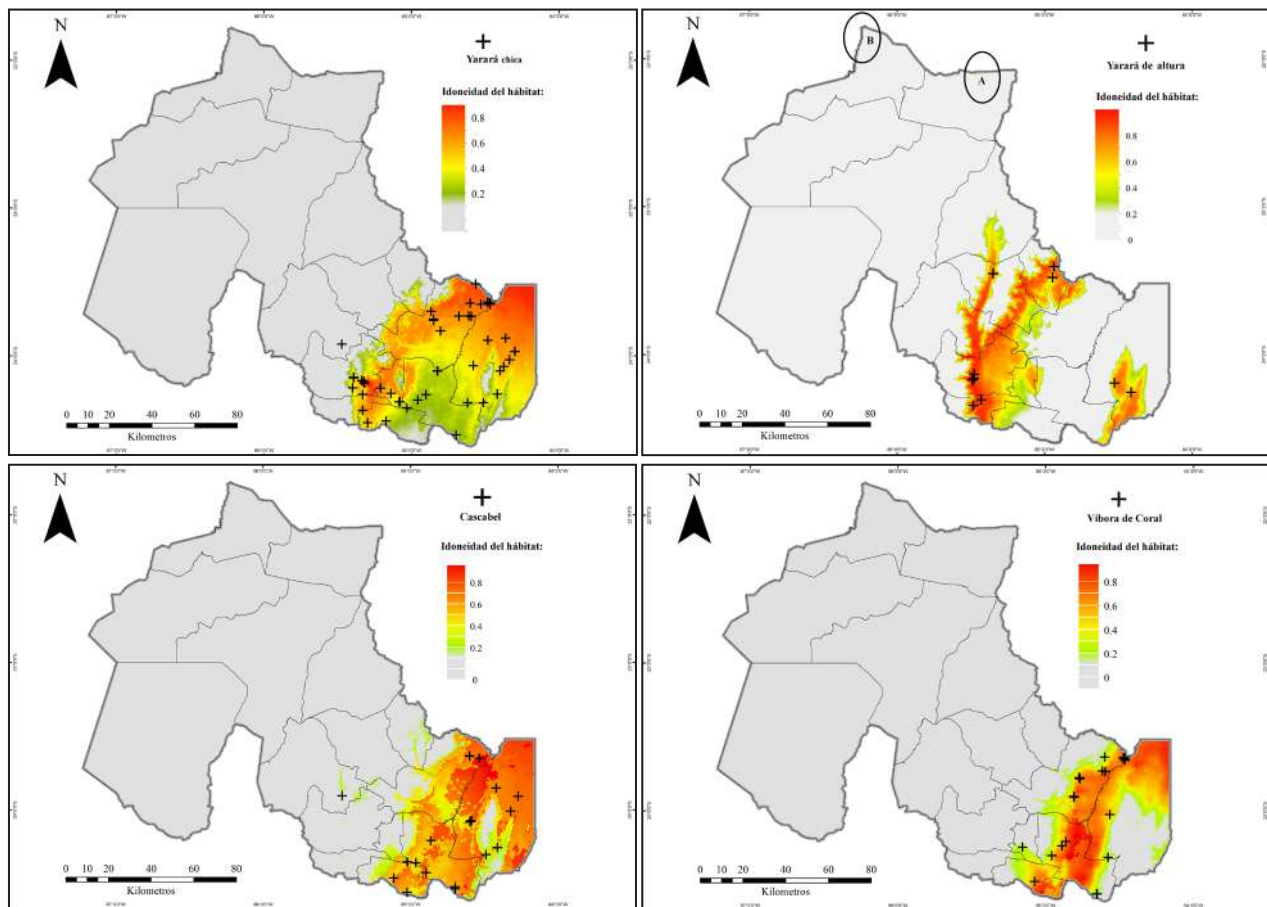 N
Yarará chica
Idoneidad del hábitat:
0.8
0.6
0.4
0.2
0 10 20 40 60 80
Kilometros
N
B
A
Yarará de altura
Idoneidad del hábitat:
0.8
0.6
0.4
0.2
0
0 10 20 40 60 80
Kilometros
N
Cascabel
Idoneidad del hábitat:
0.8
0.6
0.4
0.2
0
0 10 20 40 60 80
Kilometros
N
Víbora de Coral
Idoneidad del hábitat:
0.8
0.6
0.4
0.2
0
0 10 20 40 60 80
Kilometros